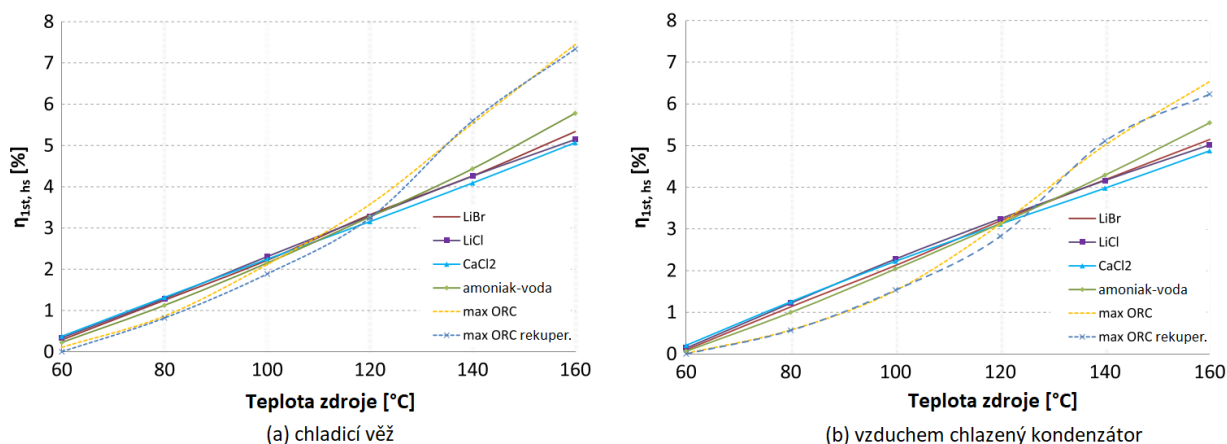 8
7
6
5
4
3
2
1
0
η1st, hs [%]
LiBr
LiCl
CaCl2
amoniak-voda
max ORC
max ORC rekuper.
60 80 100 120 140 160
Teplota zdroje [°C]
(a) chladicí věž
8
7
6
5
4
3
2
1
0
η1st, hs [%]
LiBr
LiCl
CaCl2
amoniak-voda
max ORC
max ORC rekuper.
60 80 100 120 140 160
Teplota zdroje [°C]
(b) vzduchem chlazený kondenzátor